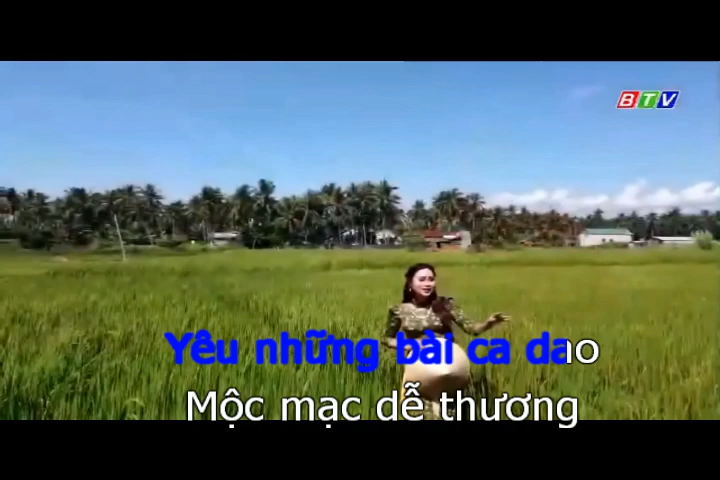 BTV
Yêu những bài ca dao
Mộc mạc dễ thương